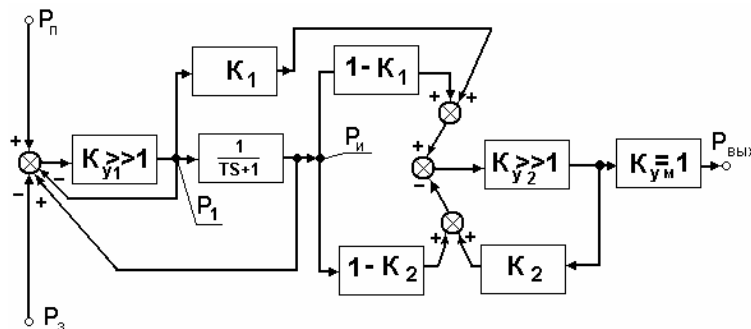 Pп
K1
1- K1
+
+
+
Kу1>>1
1
TS+1
Pи
+
Kу2>>1
Kум=1
Pвых
−
−
+
P1
−
+
+
1- K2
K2
Pз